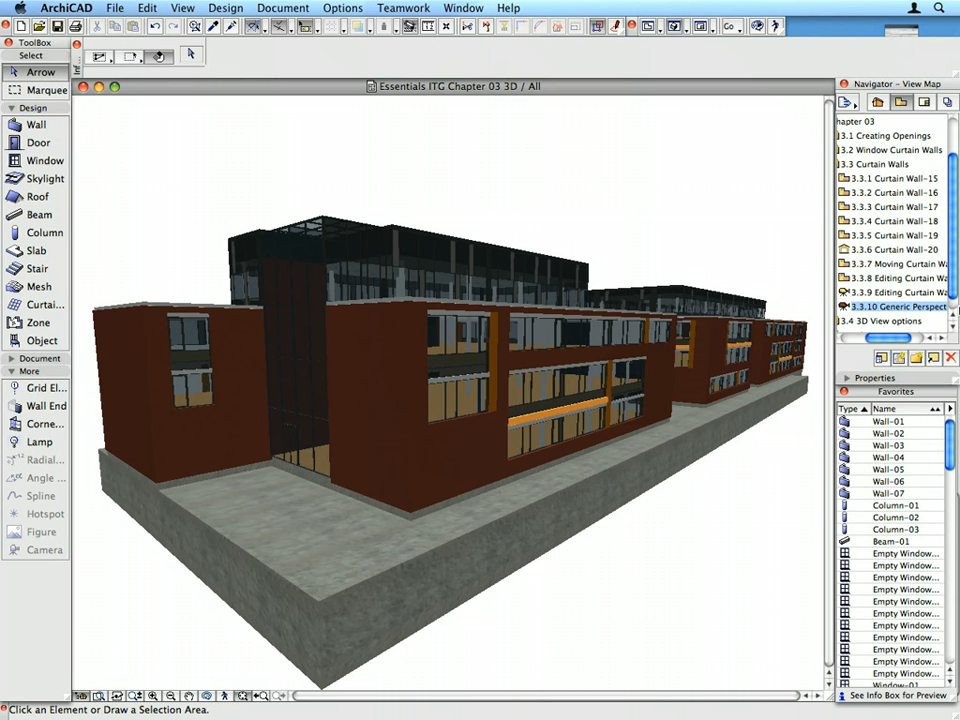 ArchiCAD File Edit View Design Document Options Teamwork Window Help
ToolBox
Select
Arrow
Marquee
Design
Wall
Door
Window
Skylight
Roof
Beam
Column
Slab
Stair
Mesh
Curtai...
Zone
Object
Document
More
Grid El...
Wall End
Corne...
Lamp
Radial...
Angle ...
Spline
Hotspot
Figure
Camera
Go
Essentials ITG Chapter 03 3D / All
Navigator - View Map
hapter 03
3.1 Creating Openings
3.2 Window Curtain Walls
3.3 Curtain Walls
3.3.1 Curtain Wall-15
3.3.2 Curtain Wall-16
3.3.3 Curtain Wall-17
3.3.4 Curtain Wall-18
3.3.5 Curtain Wall-19
3.3.6 Curtain Wall-20
3.3.7 Moving Curtain Wa
3.3.8 Editing Curtain Wa
3.3.9 Editing Curtain Wa
3.3.10 Generic Perspect
3.4 3D View options
Properties
Favorites
Type Name
Wall-01
Wall-02
Wall-03
Wall-04
Wall-05
Wall-06
Wall-07
Column-01
Column-02
Column-03
Beam-01
Empty Window...
Empty Window...
Empty Window...
Empty Window...
Empty Window...
Empty Window...
Empty Window...
Empty Window...
Empty Window...
Empty Window...
Empty Window...
Window-01
See Info Box for Preview
Click an Element or Draw a Selection Area.